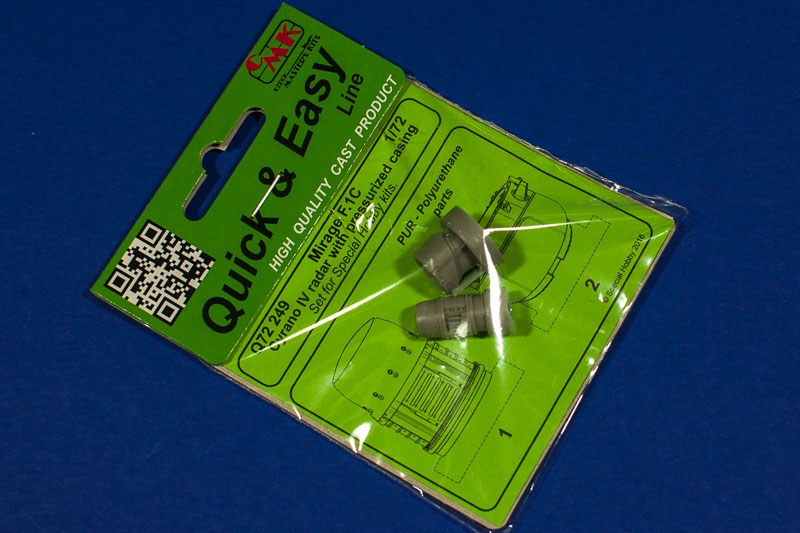 CMK
CZECH MASTER'S KITS
Quick & Easy
Line
HIGH QUALITY CAST PRODUCT
Q72 249 Mirage F.1C 1/72
Cyrano IV radar with pressurized casing
Set for Special Hobby kits.
PUR - Polyurethane
parts
1
2
© Special Hobby 2016